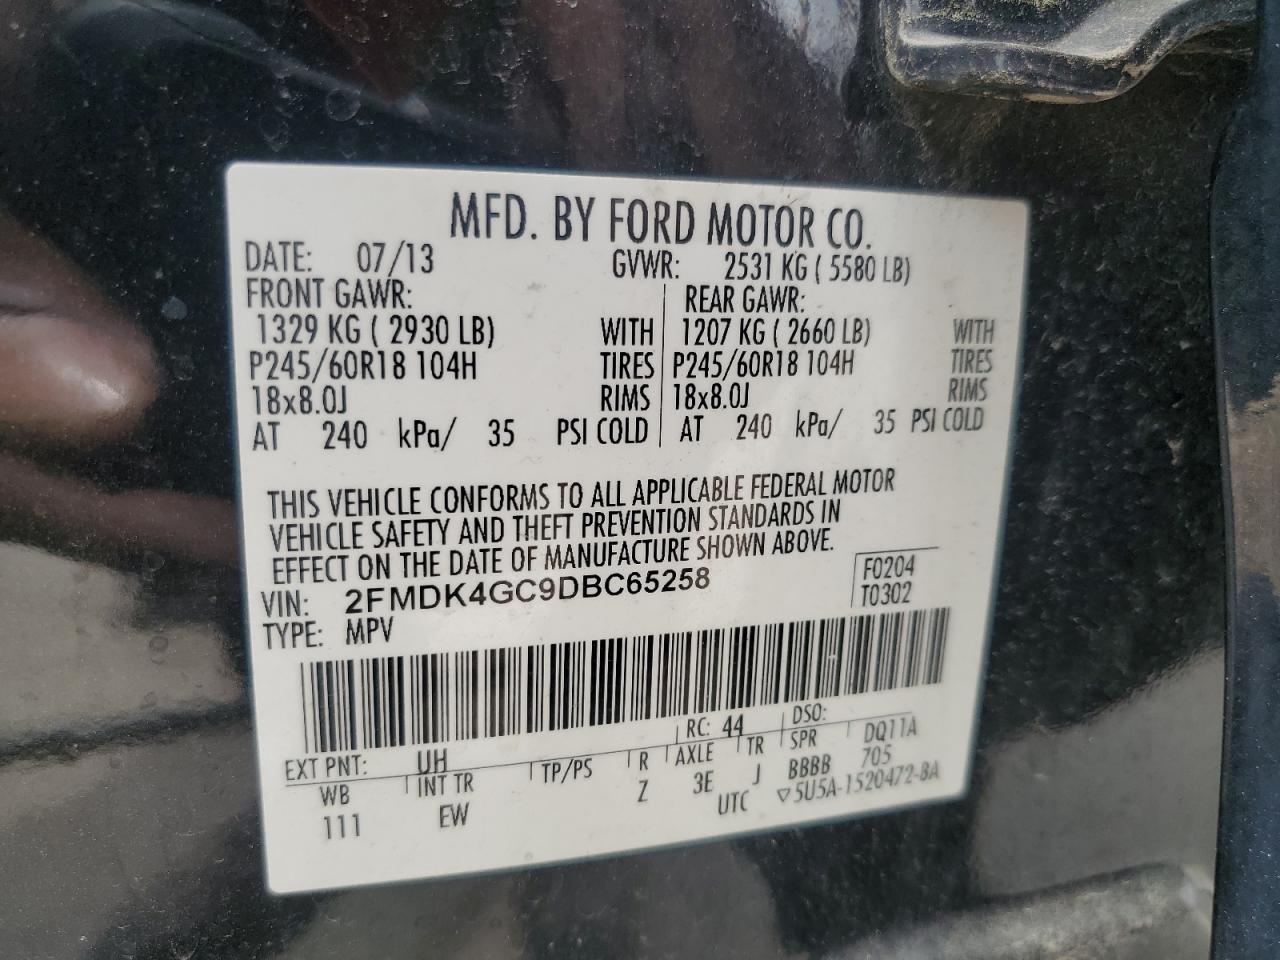 MFD. BY FORD MOTOR CO.
DATE: 07/13 GVWR: 2531 KG ( 5580 LB)
FRONT GAWR: REAR GAWR:
1329 KG ( 2930 LB) WITH 1207 KG ( 2660 LB) WITH
P245/60R18 104H TIRES P245/60R18 104H TIRES
18x8.0J RIMS 18x8.0J RIMS
AT 240 kPa/ 35 PSI COLD AT 240 kPa/ 35 PSI COLD
THIS VEHICLE CONFORMS TO ALL APPLICABLE FEDERAL MOTOR
VEHICLE SAFETY AND THEFT PREVENTION STANDARDS IN
EFFECT ON THE DATE OF MANUFACTURE SHOWN ABOVE.
VIN: 2FMDK4GC9DBC65258 F0204
TYPE: MPV T0302
EXT PNT: UH RC: 44 DSO:
WB INT TR TP/PS R AXLE TR SPR DQ11A
111 EW Z 3E J BBBB 705
UTC ▽5U5A-1520472-BA